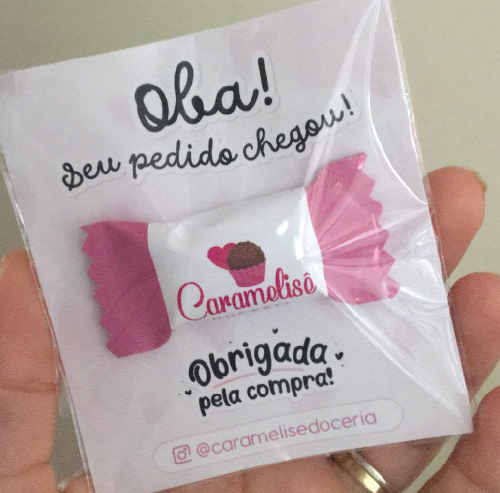 Oba!
Seu pedido chegou!
Caramelisê
Obrigada
pela compra!
@caramelisedoceria